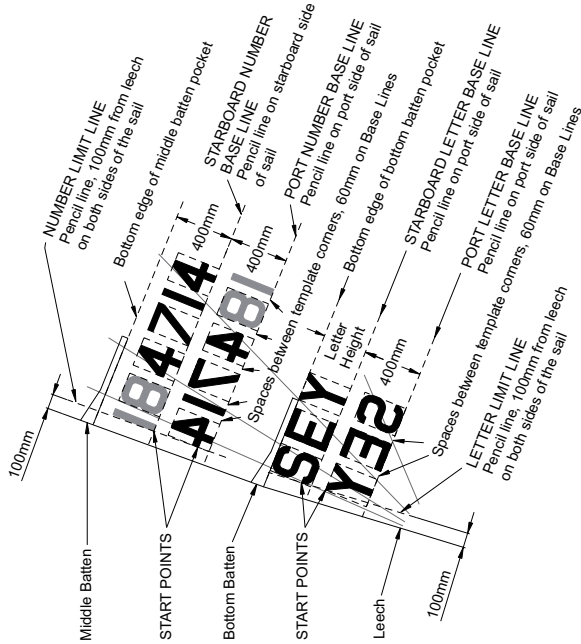 100mm
Middle Batten
START POINTS
Bottom Batten
START POINTS
Leech
100mm
NUMBER LIMIT LINE
Pencil line, 100mm from leech
on both sides of the sail
Bottom edge of middle batten pocket
184714
400mm
STARBOARD NUMBER
BASE LINE
Pencil line on starboard side
of sail
184714
400mm
PORT NUMBER BASE LINE
Pencil line on port side of sail
Spaces between template corners, 60mm on Base Lines
Bottom edge of bottom batten pocket
SEY
Letter
Height
STARBOARD LETTER BASE LINE
Pencil line on port side of sail
SEY
400mm
PORT LETTER BASE LINE
Pencil line on port side of sail
Spaces between template corners, 60mm on Base Lines
LETTER LIMIT LINE
Pencil line, 100mm from leech
on both sides of the sail